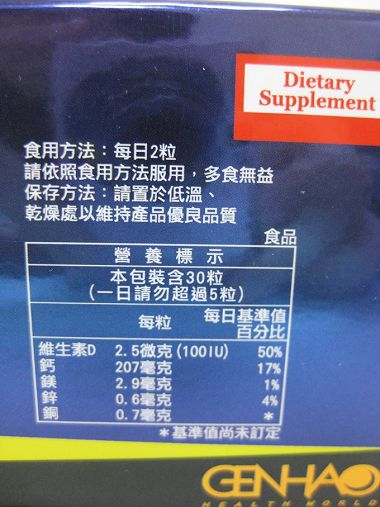 Dietary
Supplement
食用方法：每日2粒
請依照食用方法服用，多食無益
保存方法：請置於低溫、
乾燥處以維持產品優良品質
食品
營養標示
本包裝含30粒
(一日請勿超過5粒)
每粒 每日基準值
百分比
維生素D 2.5微克(100IU) 50%
鈣 207毫克 17%
鎂 2.9毫克 1%
鋅 0.6毫克 4%
銅 0.7毫克 *
*基準值尚未訂定
GENHAO
HEALTH WORLD